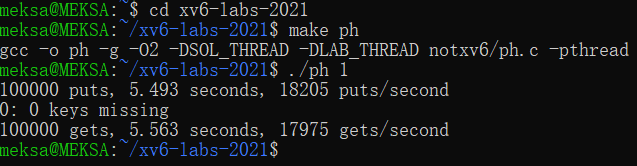 meksa@MEKSA:~$ cd xv6-labs-2021
meksa@MEKSA:~/xv6-labs-2021$ make ph
gcc -o ph -g -O2 -DSOL_THREAD -DLAB_THREAD notxv6/ph.c -pthread
meksa@MEKSA:~/xv6-labs-2021$ ./ph 1
100000 puts, 5.493 seconds, 18205 puts/second
0: 0 keys missing
100000 gets, 5.563 seconds, 17975 gets/second
meksa@MEKSA:~/xv6-labs-2021$